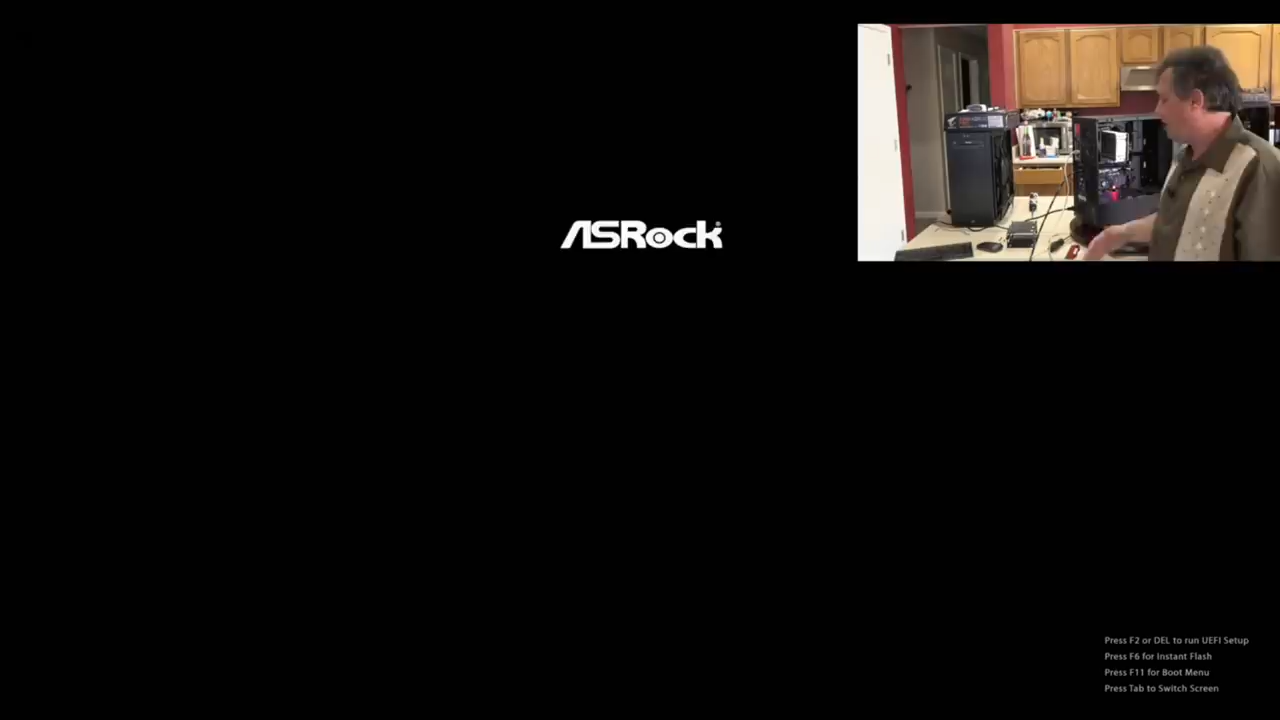 ASRock
Press F2 or DEL to run UEFI Setup
Press F6 for Instant Flash
Press F11 for Boot Menu
Press Tab to Switch Screen